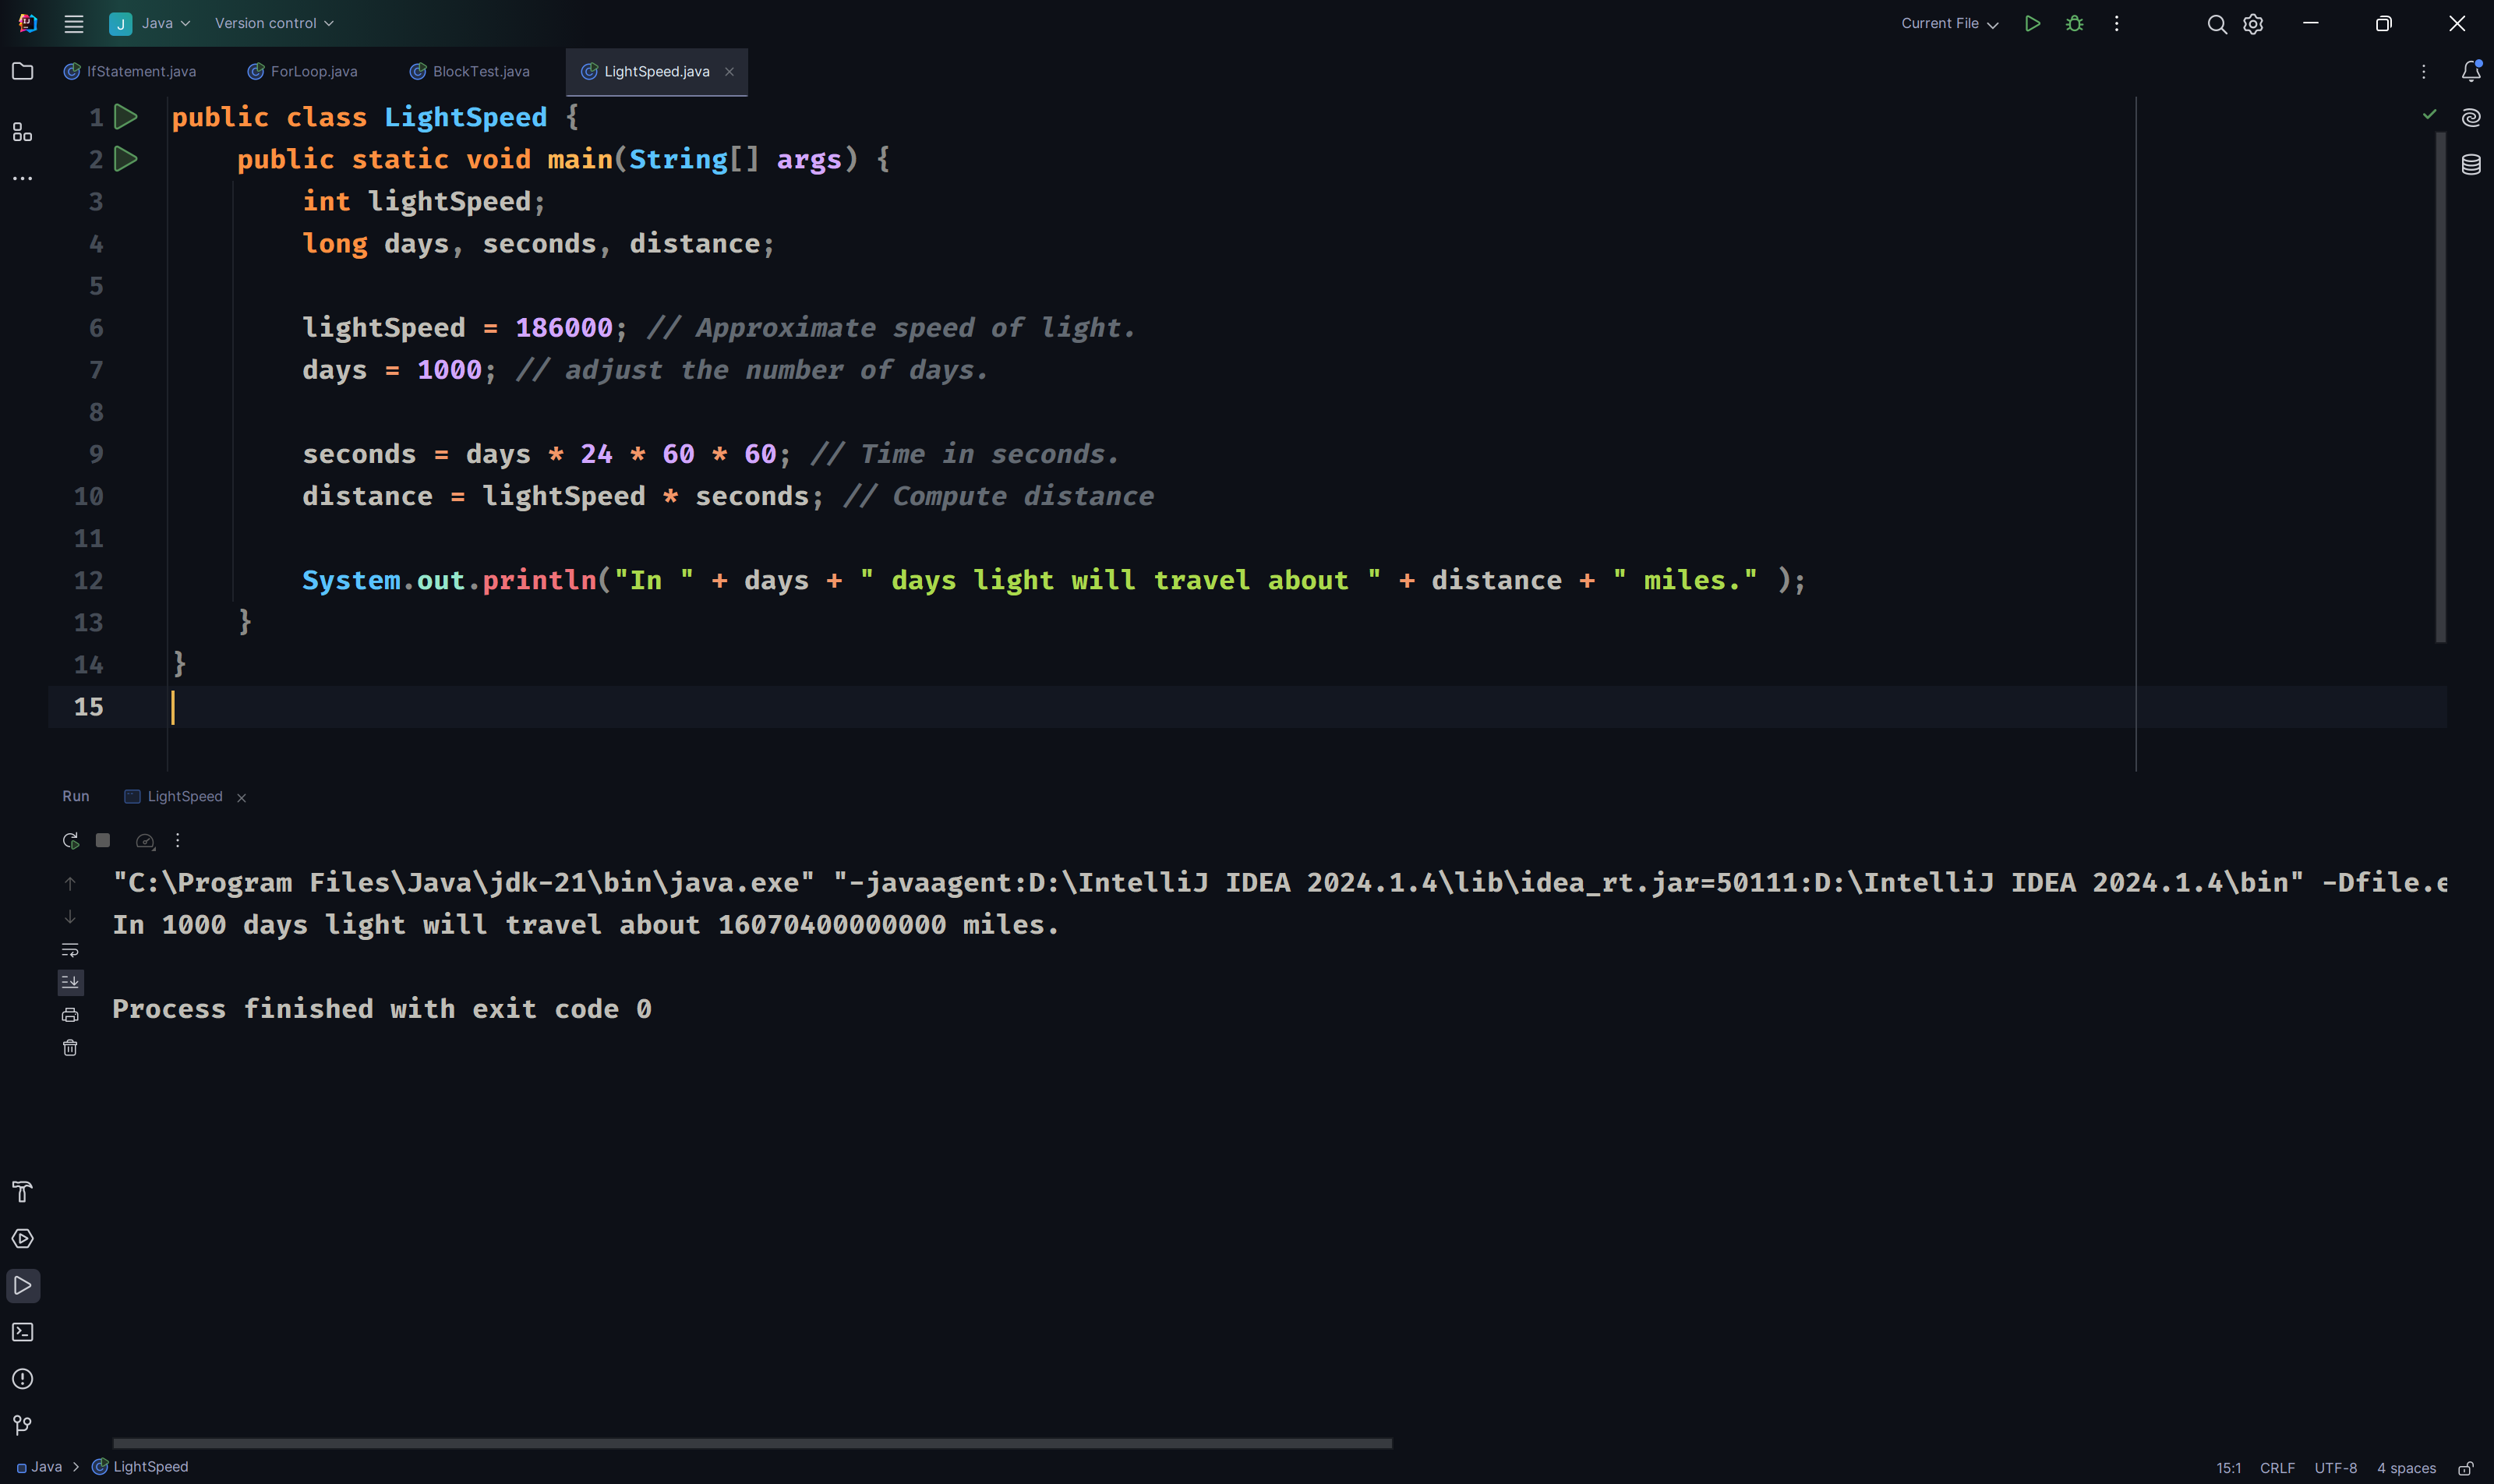 J Java Version control Current File
IfStatement.java ForLoop.java BlockTest.java LightSpeed.java
1 public class LightSpeed {
2     public static void main(String[] args) {
3         int lightSpeed;
4         long days, seconds, distance;
5
6         lightSpeed = 186000; // Approximate speed of light.
7         days = 1000; // adjust the number of days.
8
9         seconds = days * 24 * 60 * 60; // Time in seconds.
10         distance = lightSpeed * seconds; // Compute distance
11
12         System.out.println("In " + days + " days light will travel about " + distance + " miles." );
13     }
14 }
15
Run LightSpeed
"C:\Program Files\Java\jdk-21\bin\java.exe" "-javaagent:D:\IntelliJ IDEA 2024.1.4\lib\idea_rt.jar=50111:D:\IntelliJ IDEA 2024.1.4\bin" -Dfile.e
In 1000 days light will travel about 16070400000000 miles.
Process finished with exit code 0
Java > LightSpeed 15:1 CRLF UTF-8 4 spaces